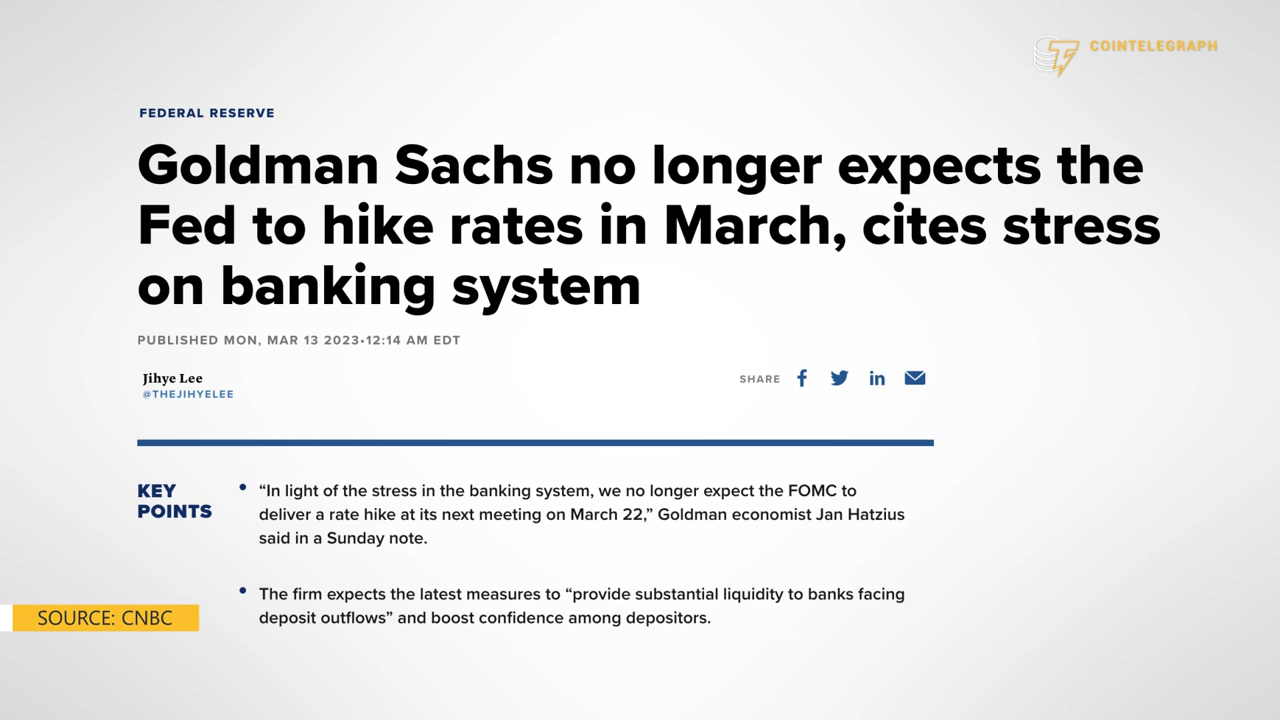 COINTELEGRAPH
FEDERAL RESERVE
Goldman Sachs no longer expects the
Fed to hike rates in March, cites stress
on banking system
PUBLISHED MON, MAR 13 2023•12:14 AM EDT
Jihye Lee
@THEJIHYELEE
SHARE
KEY
POINTS
• “In light of the stress in the banking system, we no longer expect the FOMC to
deliver a rate hike at its next meeting on March 22,” Goldman economist Jan Hatzius
said in a Sunday note.
• The firm expects the latest measures to “provide substantial liquidity to banks facing
deposit outflows” and boost confidence among depositors.
SOURCE: CNBC